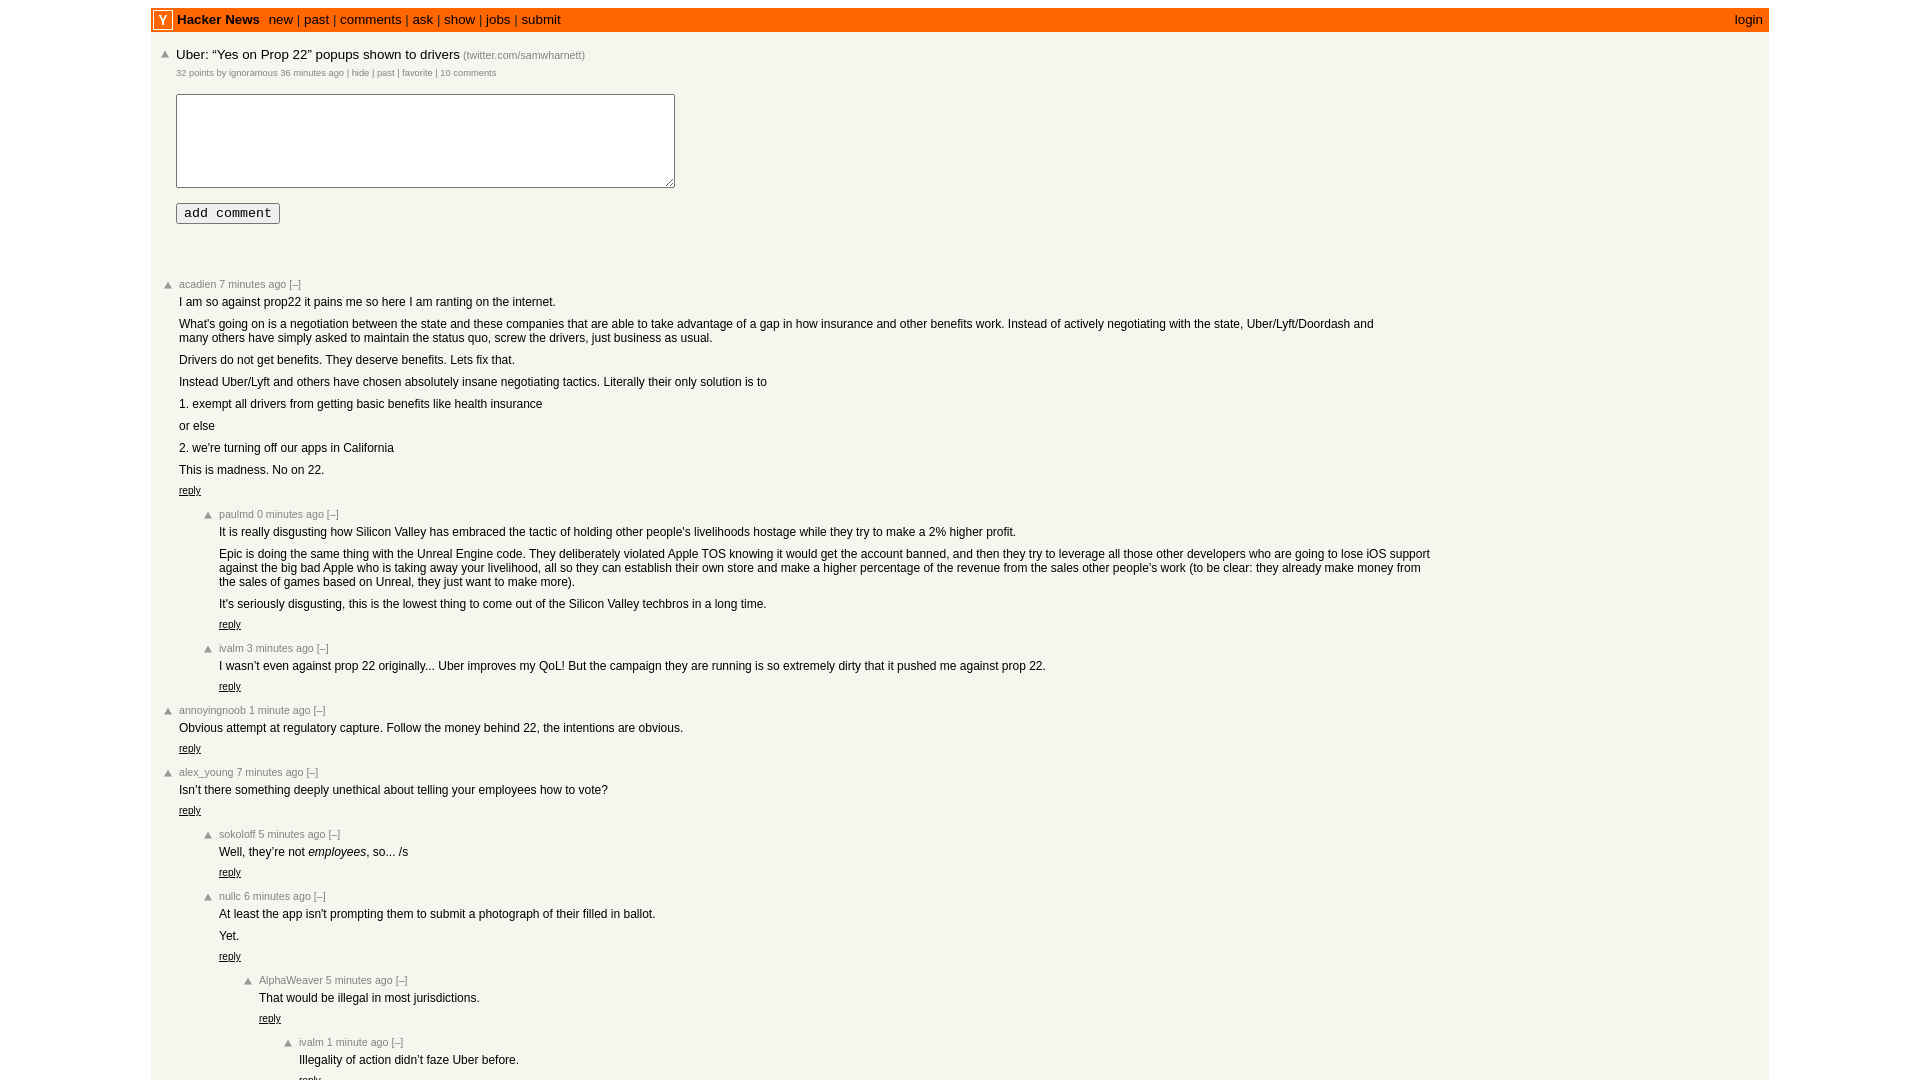 Y Hacker News new | past | comments | ask | show | jobs | submit login
Uber: “Yes on Prop 22” popups shown to drivers (twitter.com/samwharnett)
32 points by ignoramous 36 minutes ago | hide | past | favorite | 10 comments
add comment
acadien 7 minutes ago [–]
I am so against prop22 it pains me so here I am ranting on the internet.
What's going on is a negotiation between the state and these companies that are able to take advantage of a gap in how insurance and other benefits work. Instead of actively negotiating with the state, Uber/Lyft/Doordash and
many others have simply asked to maintain the status quo, screw the drivers, just business as usual.
Drivers do not get benefits. They deserve benefits. Lets fix that.
Instead Uber/Lyft and others have chosen absolutely insane negotiating tactics. Literally their only solution is to
1. exempt all drivers from getting basic benefits like health insurance
or else
2. we're turning off our apps in California
This is madness. No on 22.
reply
paulmd 0 minutes ago [–]
It is really disgusting how Silicon Valley has embraced the tactic of holding other people's livelihoods hostage while they try to make a 2% higher profit.
Epic is doing the same thing with the Unreal Engine code. They deliberately violated Apple TOS knowing it would get the account banned, and then they try to leverage all those other developers who are going to lose iOS support
against the big bad Apple who is taking away your livelihood, all so they can establish their own store and make a higher percentage of the revenue from the sales other people's work (to be clear: they already make money from
the sales of games based on Unreal, they just want to make more).
It's seriously disgusting, this is the lowest thing to come out of the Silicon Valley techbros in a long time.
reply
ivalm 3 minutes ago [–]
I wasn’t even against prop 22 originally... Uber improves my QoL! But the campaign they are running is so extremely dirty that it pushed me against prop 22.
reply
annoyingnoob 1 minute ago [–]
Obvious attempt at regulatory capture. Follow the money behind 22, the intentions are obvious.
reply
alex_young 7 minutes ago [–]
Isn’t there something deeply unethical about telling your employees how to vote?
reply
sokoloff 5 minutes ago [–]
Well, they’re not employees, so... /s
reply
nullc 6 minutes ago [–]
At least the app isn't prompting them to submit a photograph of their filled in ballot.
Yet.
reply
AlphaWeaver 5 minutes ago [–]
That would be illegal in most jurisdictions.
reply
ivalm 1 minute ago [–]
Illegality of action didn’t faze Uber before.
reply